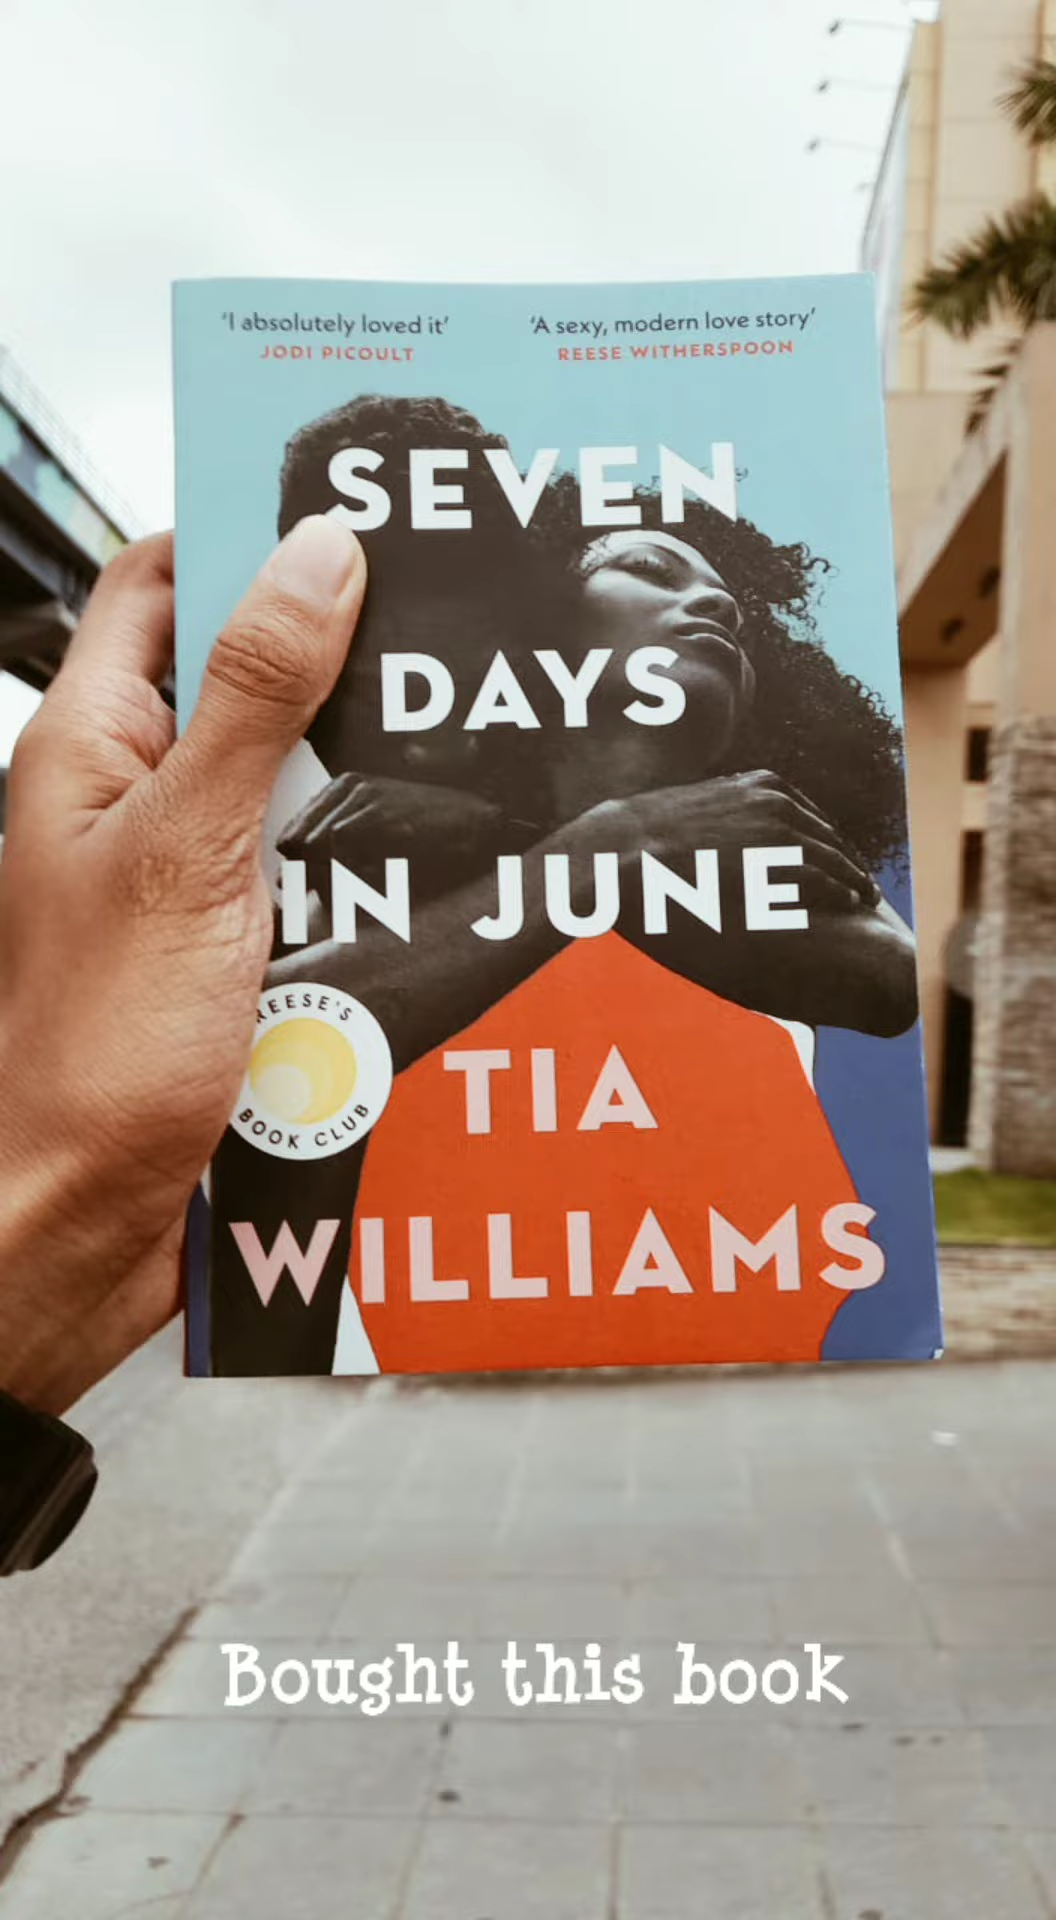 'I absolutely loved it'
JODI PICOULT
'A sexy, modern love story'
REESE WITHERSPOON
SEVEN
DAYS
IN JUNE
REESE'S
BOOK CLUB
TIA
WILLIAMS
Bought this book